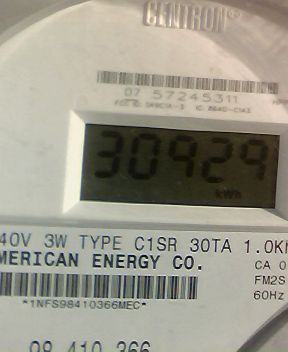 CENTRON®
07 57245311
30929
kWh
40V 3W TYPE C1SR 30TA 1.0K
MERICAN ENERGY CO.
CA 0
FM2S
60Hz
*1NFS98410366MEC*
98 410 366